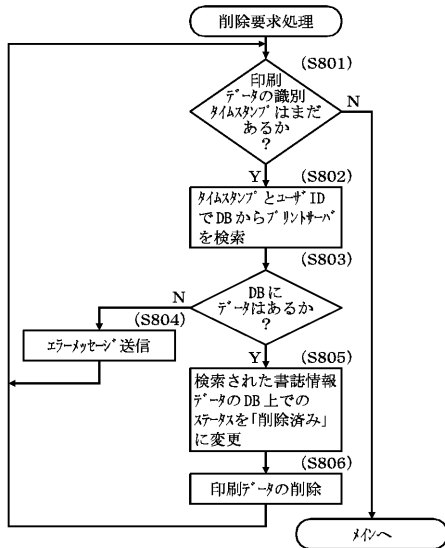 削除要求処理
(S801)
印刷
ﾃﾞｰﾀの識別
ﾀｲﾑｽﾀﾝﾌﾟはまだ
あるか
?
N
Y
(S802)
ﾀｲﾑｽﾀﾝﾌﾟとﾕｰｻﾞID
でDBからﾌﾟﾘﾝﾄｻｰﾊﾞ
を検索
(S803)
DBに
ﾃﾞｰﾀはあるか
?
N
Y
(S804)
ｴﾗｰﾒｯｾｰｼﾞ送信
(S805)
検索された書誌情報
ﾃﾞｰﾀのDB上での
ｽﾃｰﾀｽを「削除済み」
に変更
(S806)
印刷ﾃﾞｰﾀの削除
ﾒｲﾝへ